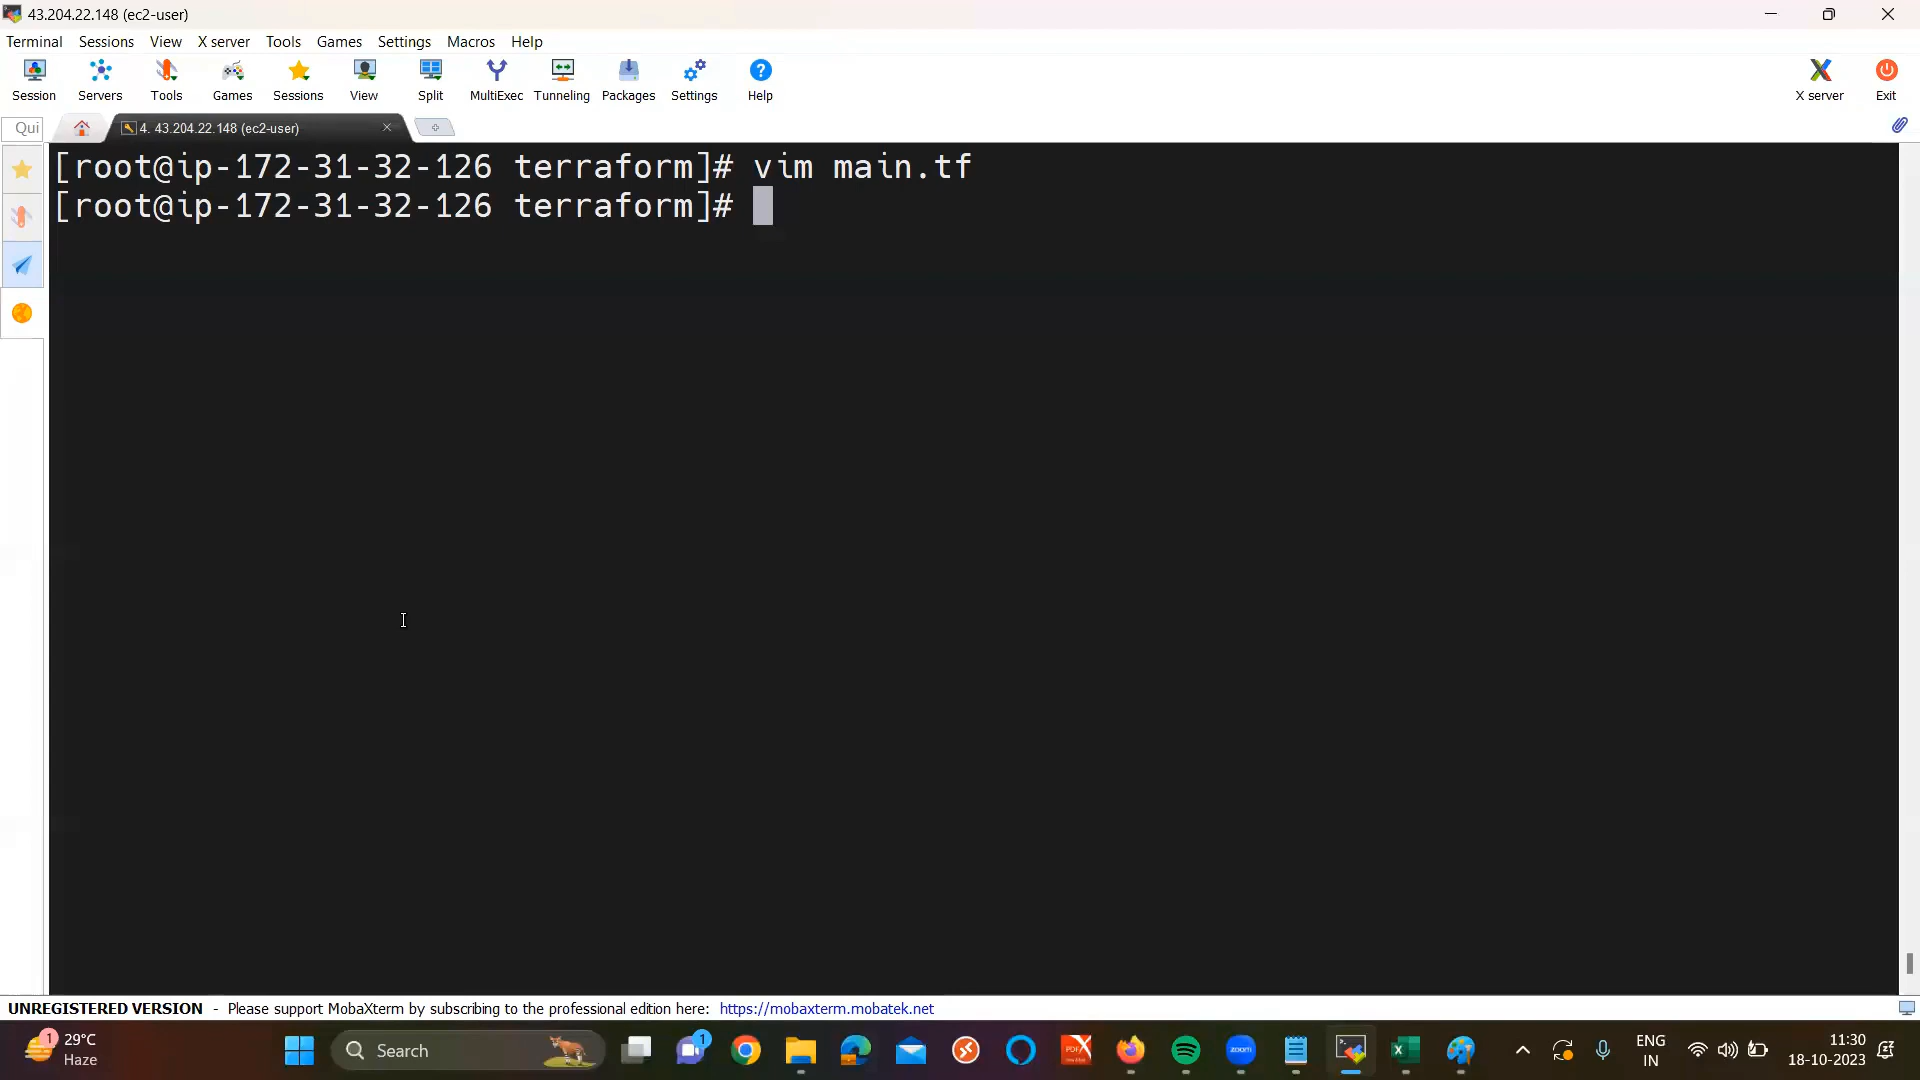 43.204.22.148 (ec2-user)
Terminal Sessions View X server Tools Games Settings Macros Help
Session Servers Tools Games Sessions View Split MultiExec Tunneling Packages Settings Help X server Exit
Qui 4. 43.204.22.148 (ec2-user)
[root@ip-172-31-32-126 terraform]# vim main.tf
[root@ip-172-31-32-126 terraform]#
UNREGISTERED VERSION - Please support MobaXterm by subscribing to the professional edition here: https://mobaxterm.mobatek.net
1 29°C
Haze
Search
1
zoom
ENG
IN
11:30
18-10-2023